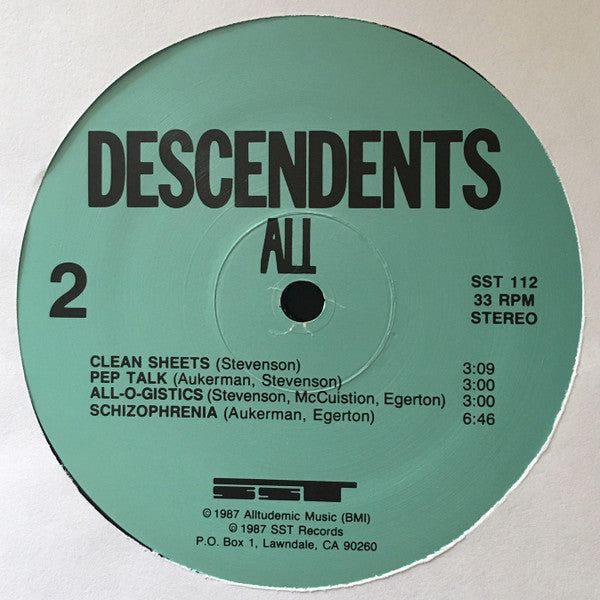 DESCENDENTS
ALL
2
SST 112
33 RPM
STEREO
CLEAN SHEETS (Stevenson) 3:09
PEP TALK (Aukerman, Stevenson) 3:00
ALL-O-GISTICS (Stevenson, McCuistion, Egerton) 3:00
SCHIZOPHRENIA (Aukerman, Egerton) 6:46
SST
© 1987 Alltudemic Music (BMI)
© 1987 SST Records
P.O. Box 1, Lawndale, CA 90260